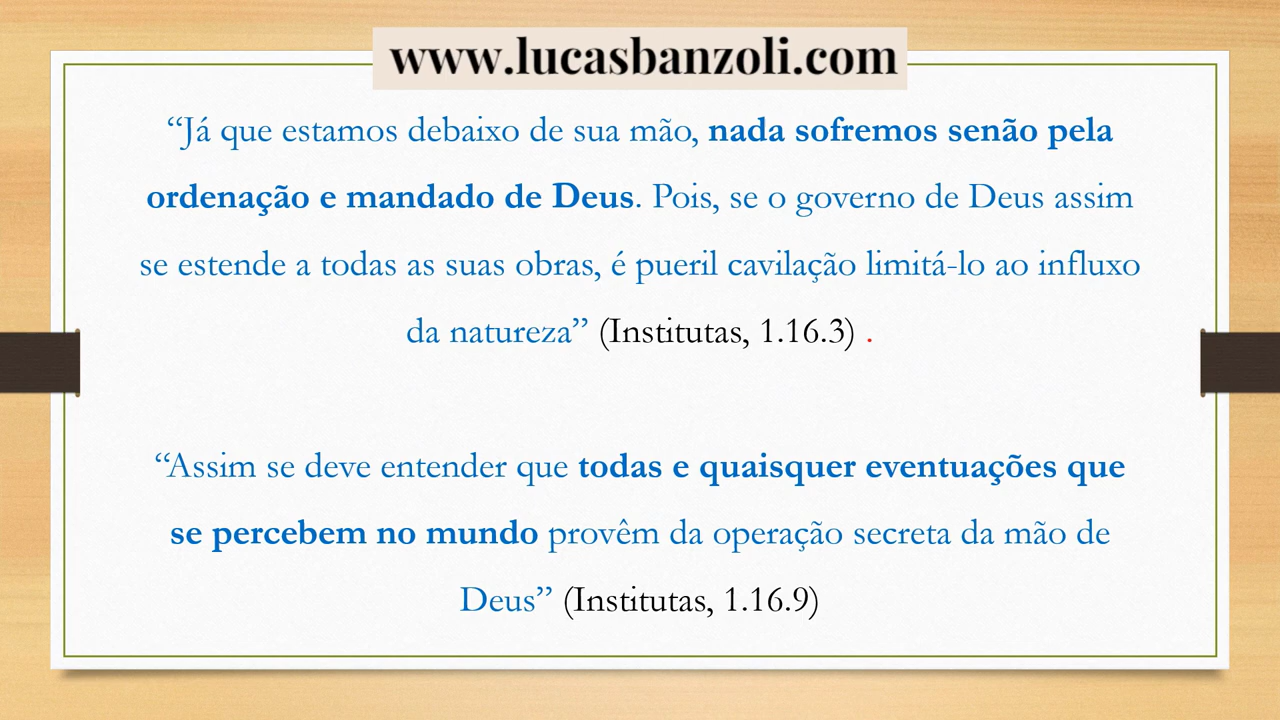 www.lucasbanzoli.com
“Já que estamos debaixo de sua mão, nada sofremos senão pela
ordenação e mandado de Deus. Pois, se o governo de Deus assim
se estende a todas as suas obras, é pueril cavilação limitá-lo ao influxo
da natureza” (Institutas, 1.16.3) .
“Assim se deve entender que todas e quaisquer eventuações que
se percebem no mundo provêm da operação secreta da mão de
Deus” (Institutas, 1.16.9)